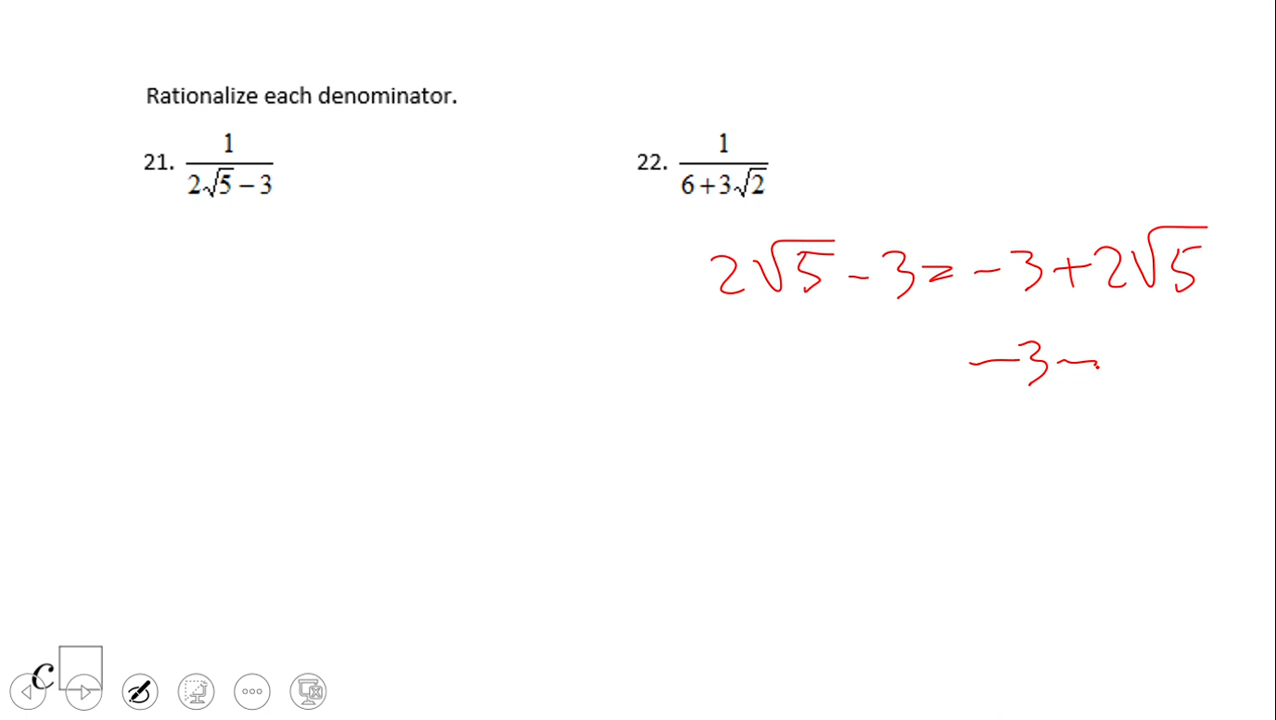 Rationalize each denominator.
21. 1/(2√5 − 3)
22. 1/(6+3√2)
2√5 − 3 = −3+2√5
−3 −
C